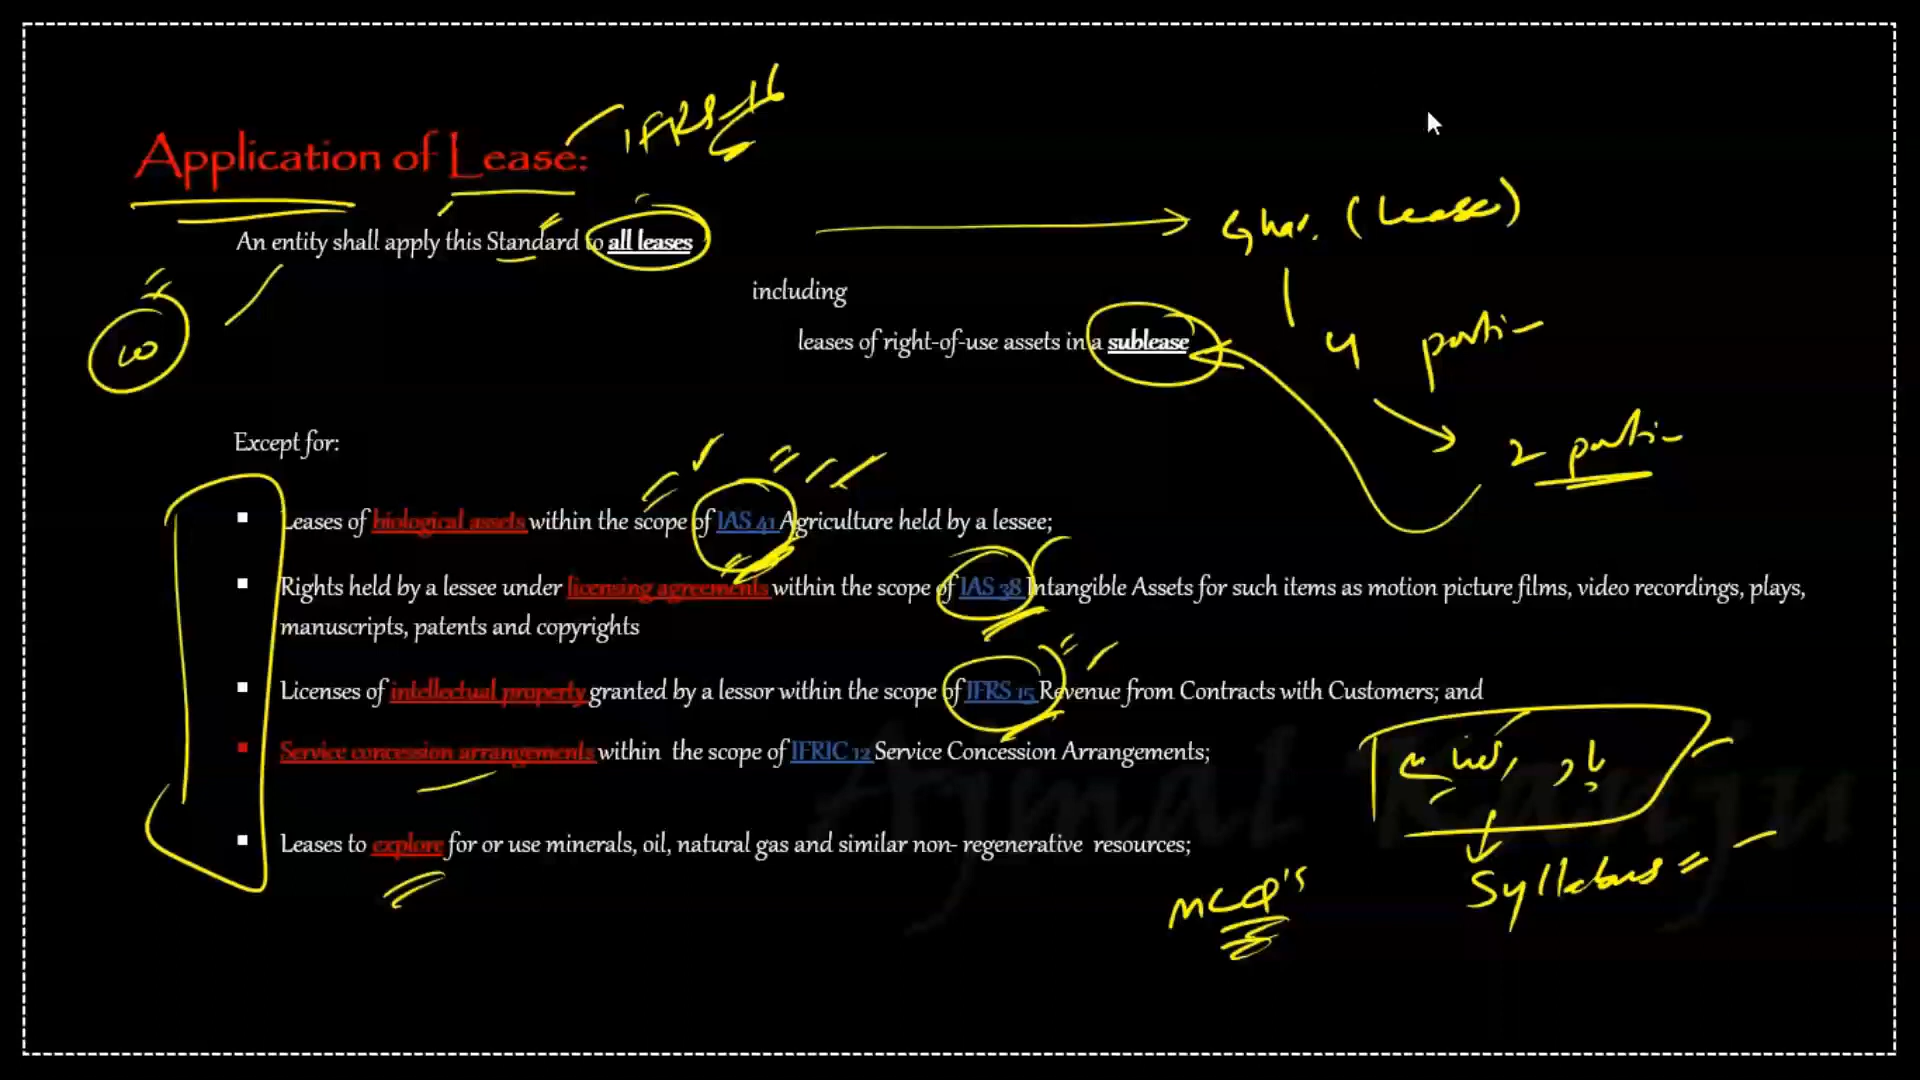 IFRS-16
Application of Lease:
An entity shall apply this Standard to all leases
Ghar. (Lease)
including
leases of right-of-use assets in a sublease
4 parti-
2 parti-
Except for:
▪ Leases of biological assets within the scope of IAS 41 Agriculture held by a lessee;
▪ Rights held by a lessee under licensing agreements within the scope of IAS 38 Intangible Assets for such items as motion picture films, video recordings, plays,
manuscripts, patents and copyrights
▪ Licenses of intellectual property granted by a lessor within the scope of IFRS 15 Revenue from Contracts with Customers; and
▪ Service concession arrangements within the scope of IFRIC 12 Service Concession Arrangements;
▪ Leases to explore for or use minerals, oil, natural gas and similar non- regenerative resources;
Syllabus
MCQ's
Ajmal Kanju